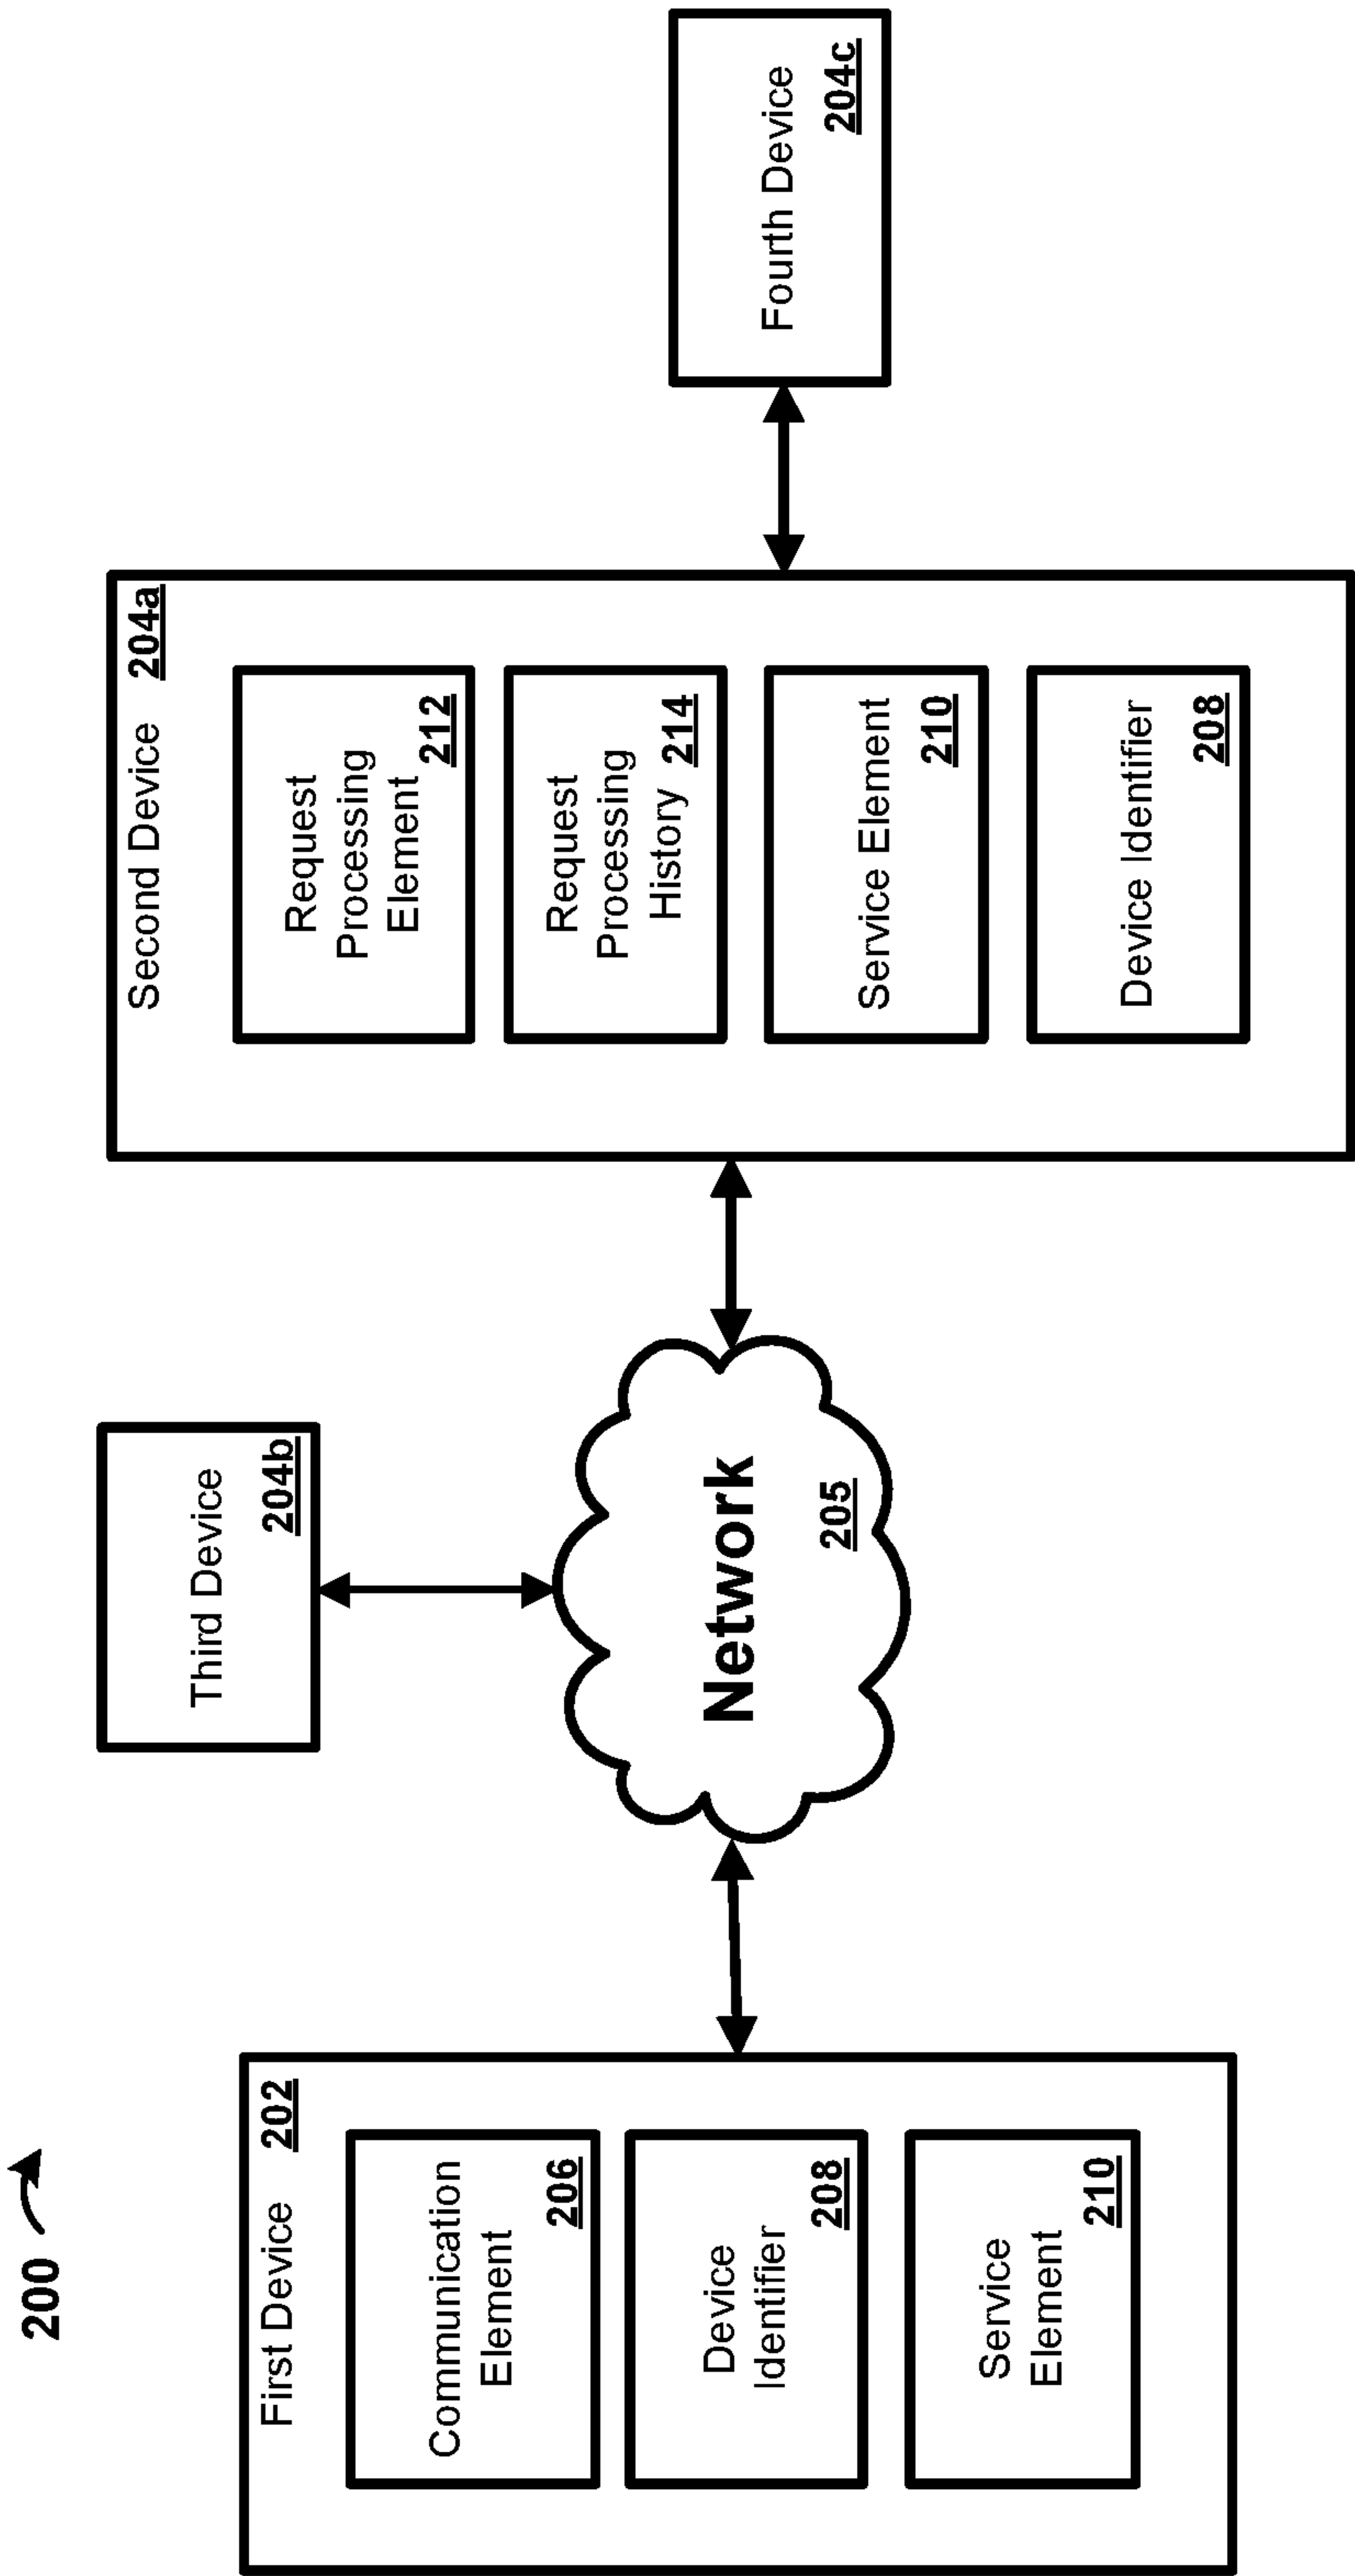 200
First Device 202
Communication
Element
206
Device
Identifier
208
Service
Element
210
Third Device
204b
Network
205
Second Device 204a
Request
Processing
Element
212
Request
Processing
History
214
Service Element
210
Device Identifier
208
Fourth Device
204c